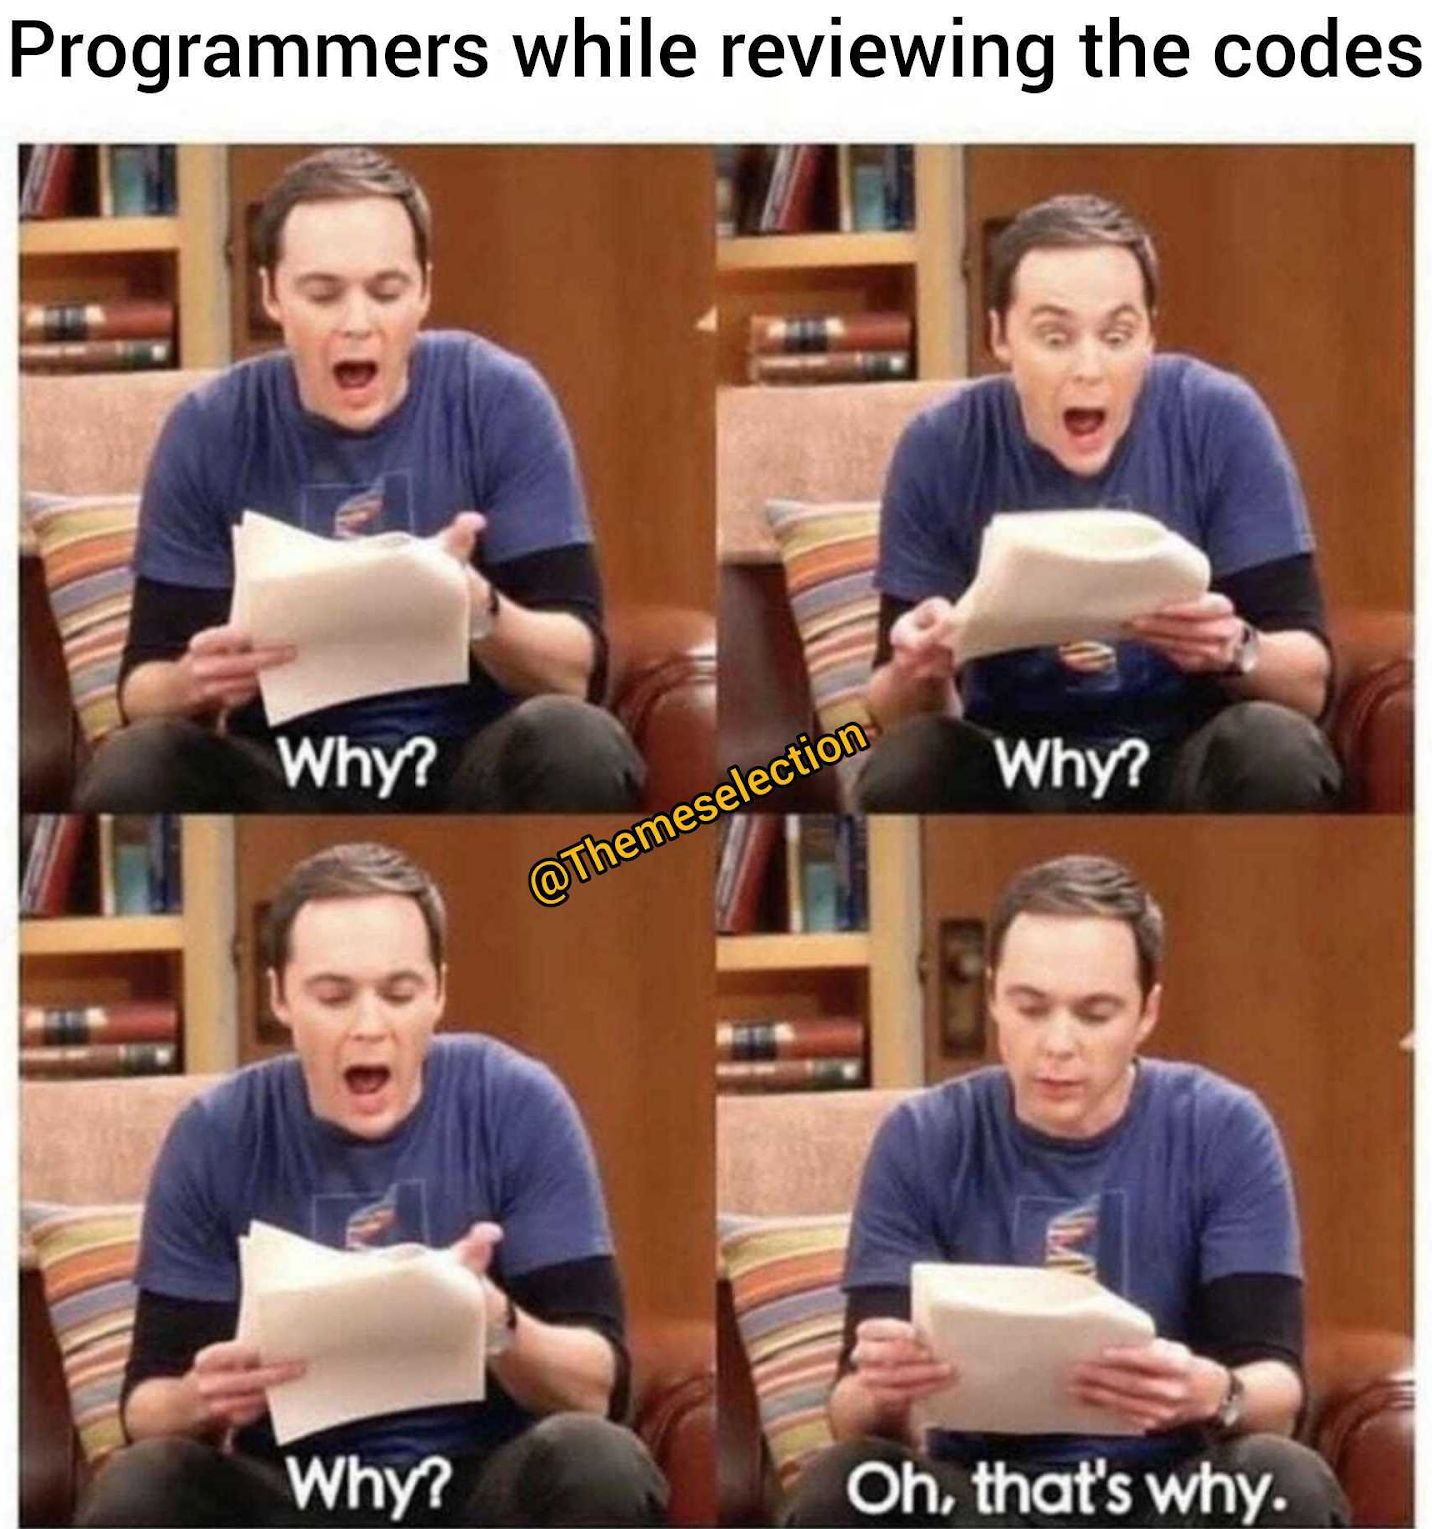 Programmers while reviewing the codes
Why?
Why?
@Themeselection
Why?
Oh, that's why.